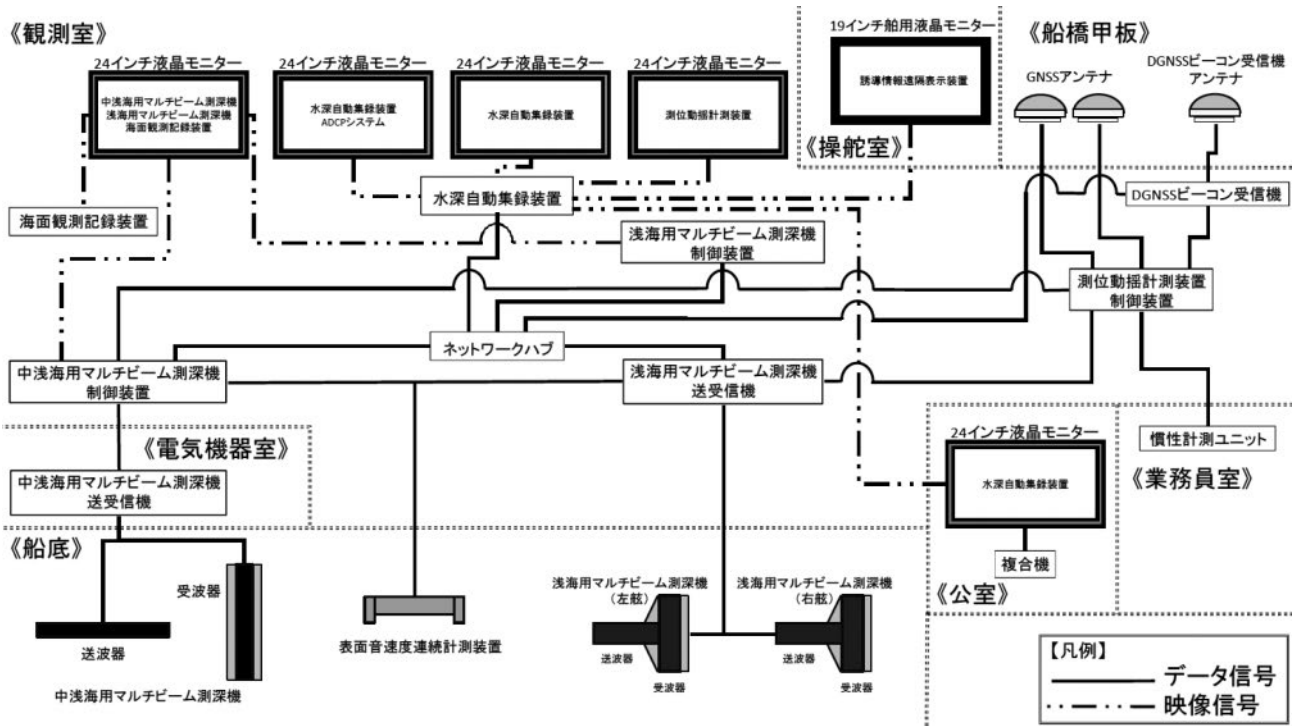 《観測室》
24インチ液晶モニター
中浅海用マルチビーム測深機
浅海用マルチビーム測深機
海面観測記録装置
24インチ液晶モニター
水深自動集録装置
ADCPシステム
24インチ液晶モニター
水深自動集録装置
24インチ液晶モニター
測位動揺計測装置
19インチ舶用液晶モニター
誘導情報遠隔表示装置
《操舵室》
《船橋甲板》
GNSSアンテナ
DGNSSビーコン受信機
アンテナ
海面観測記録装置
水深自動集録装置
DGNSSビーコン受信機
浅海用マルチビーム測深機
制御装置
測位動揺計測装置
制御装置
ネットワークハブ
中浅海用マルチビーム測深機
制御装置
浅海用マルチビーム測深機
送受信機
《電気機器室》
中浅海用マルチビーム測深機
送受信機
24インチ液晶モニター
水深自動集録装置
複合機
《公室》
慣性計測ユニット
《業務員室》
《船底》
受波器
送波器
中浅海用マルチビーム測深機
表面音速度連続計測装置
浅海用マルチビーム測深機
（左舷）
送波器
受波器
浅海用マルチビーム測深機
（右舷）
送波器
受波器
【凡例】
データ信号
映像信号